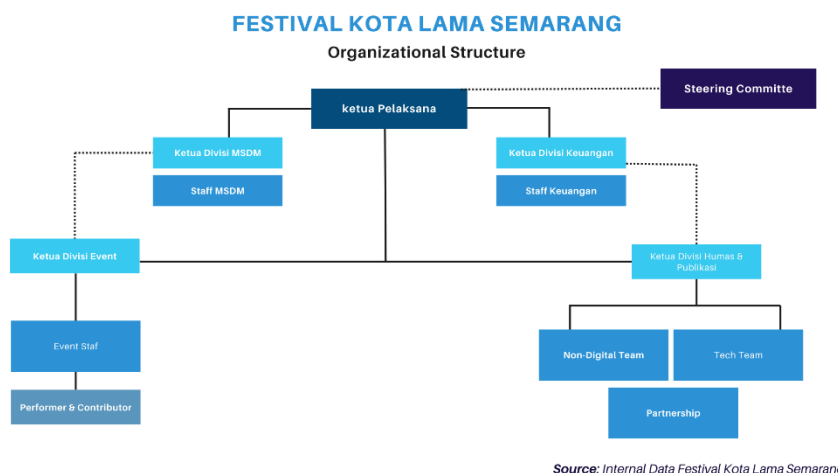 FESTIVAL KOTA LAMA SEMARANG
Organizational Structure
Steering Committe
ketua Pelaksana
Ketua Divisi MSDM
Ketua Divisi Keuangan
Staff MSDM
Staff Keuangan
Ketua Divisi Event
Ketua Divisi Humas &
Publikasi
Event Staf
Non-Digital Team
Tech Team
Performer & Contributor
Partnership
Source: Internal Data Festival Kota Lama Semarang